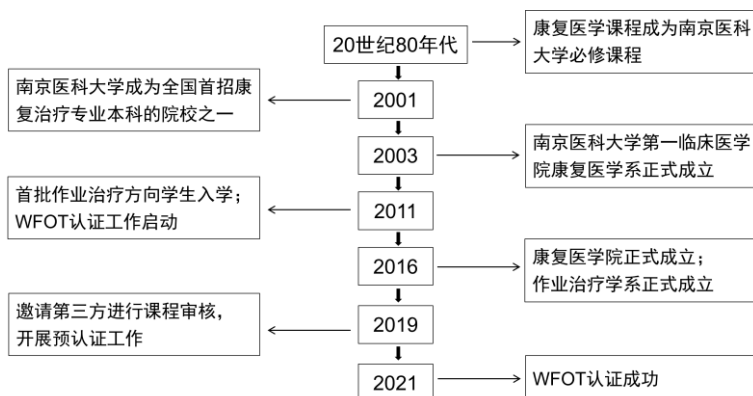 20世纪80年代
康复医学课程成为南京医科
大学必修课程
南京医科大学成为全国首招康
复治疗专业本科的院校之一
2001
2003
南京医科大学第一临床医学
院康复医学系正式成立
首批作业治疗方向学生入学；
WFOT认证工作启动
2011
2016
康复医学院正式成立；
作业治疗学系正式成立
邀请第三方进行课程审核，
开展预认证工作
2019
2021
WFOT认证成功